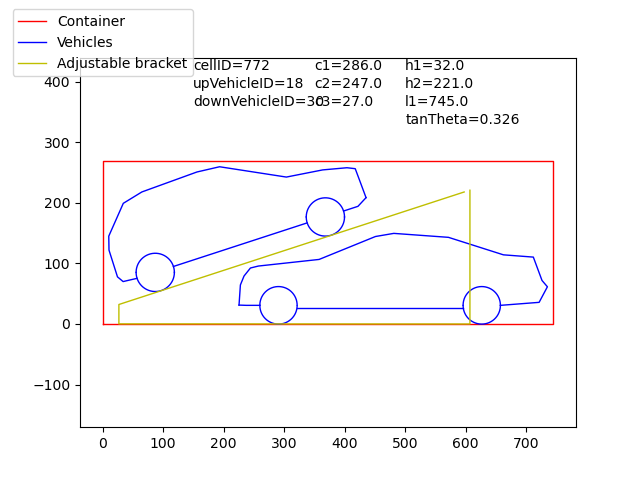 Container
Vehicles
Adjustable bracket
cellID=772 c1=286.0 h1=32.0
upVehicleID=18 c2=247.0 h2=221.0
downVehicleID=30 c3=27.0 l1=745.0
tanTheta=0.326
400
300
200
100
0
−100
0 100 200 300 400 500 600 700